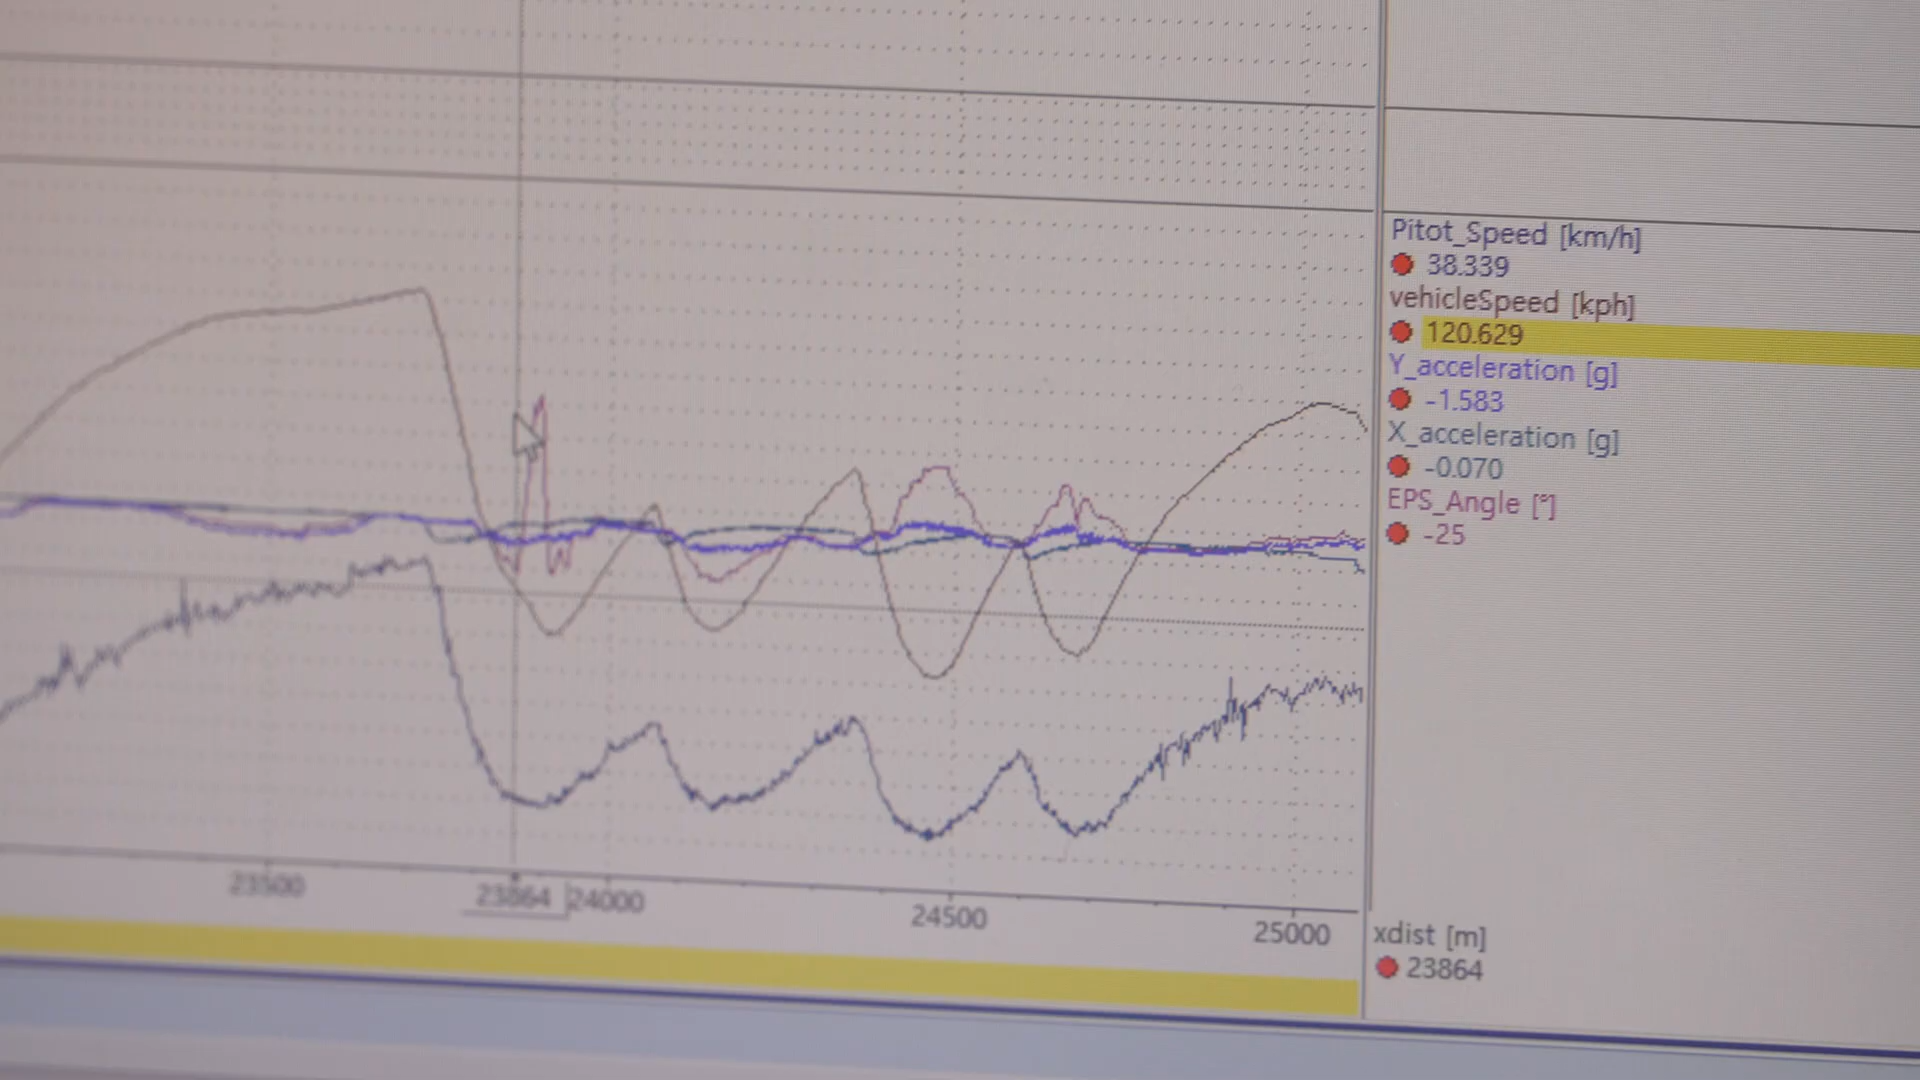 Pitot_Speed [km/h]
38.339
vehicleSpeed [kph]
120.629
Y_acceleration [g]
-1.583
X_acceleration [g]
-0.070
EPS_Angle [°]
-25
23500
23864
24000
24500
25000
xdist [m]
23864